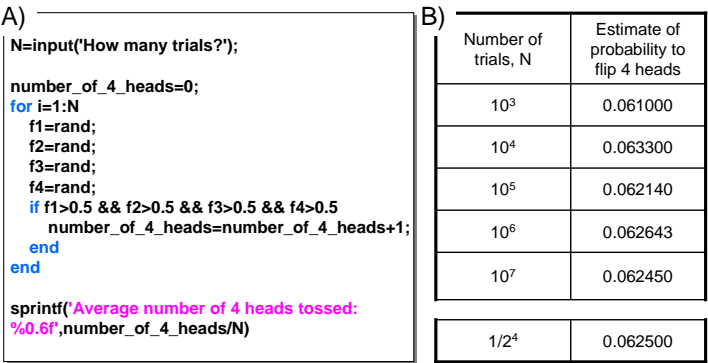 A)
N=input('How many trials?');
number_of_4_heads=0;
for i=1:N
f1=rand;
f2=rand;
f3=rand;
f4=rand;
if f1>0.5 && f2>0.5 && f3>0.5 && f4>0.5
number_of_4_heads=number_of_4_heads+1;
end
end
sprintf('Average number of 4 heads tossed:
%0.6f',number_of_4_heads/N)
B)
Number of
trials, N
Estimate of
probability to
flip 4 heads
10³ 0.061000
10⁴ 0.063300
10⁵ 0.062140
10⁶ 0.062643
10⁷ 0.062450
1/2⁴ 0.062500